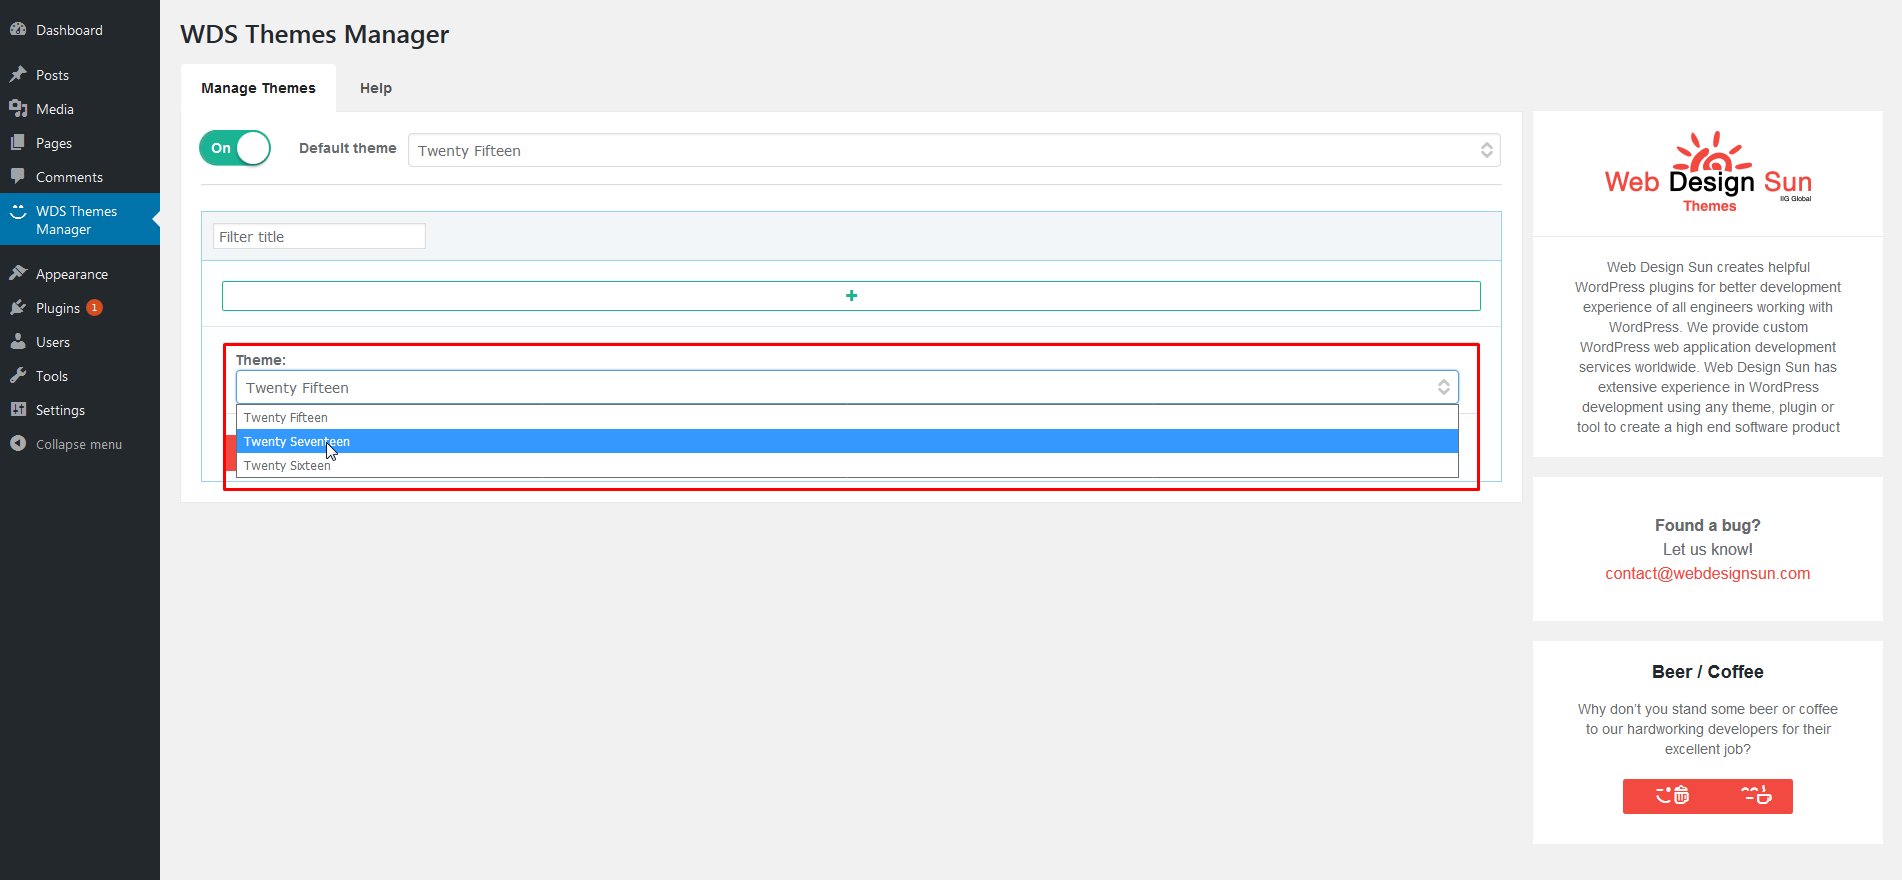 Dashboard
Posts
Media
Pages
Comments
WDS Themes
Manager
Appearance
Plugins 1
Users
Tools
Settings
Collapse menu
WDS Themes Manager
Manage Themes Help
On Default theme Twenty Fifteen
Filter title
+
Theme:
Twenty Fifteen
Twenty Fifteen
Twenty Seventeen
Twenty Sixteen
Web Design Sun
IIG Global
Themes
Web Design Sun creates helpful
WordPress plugins for better development
experience of all engineers working with
WordPress. We provide custom
WordPress web application development
services worldwide. Web Design Sun has
extensive experience in WordPress
development using any theme, plugin or
tool to create a high end software product
Found a bug?
Let us know!
contact@webdesignsun.com
Beer / Coffee
Why don't you stand some beer or coffee
to our hardworking developers for their
excellent job?